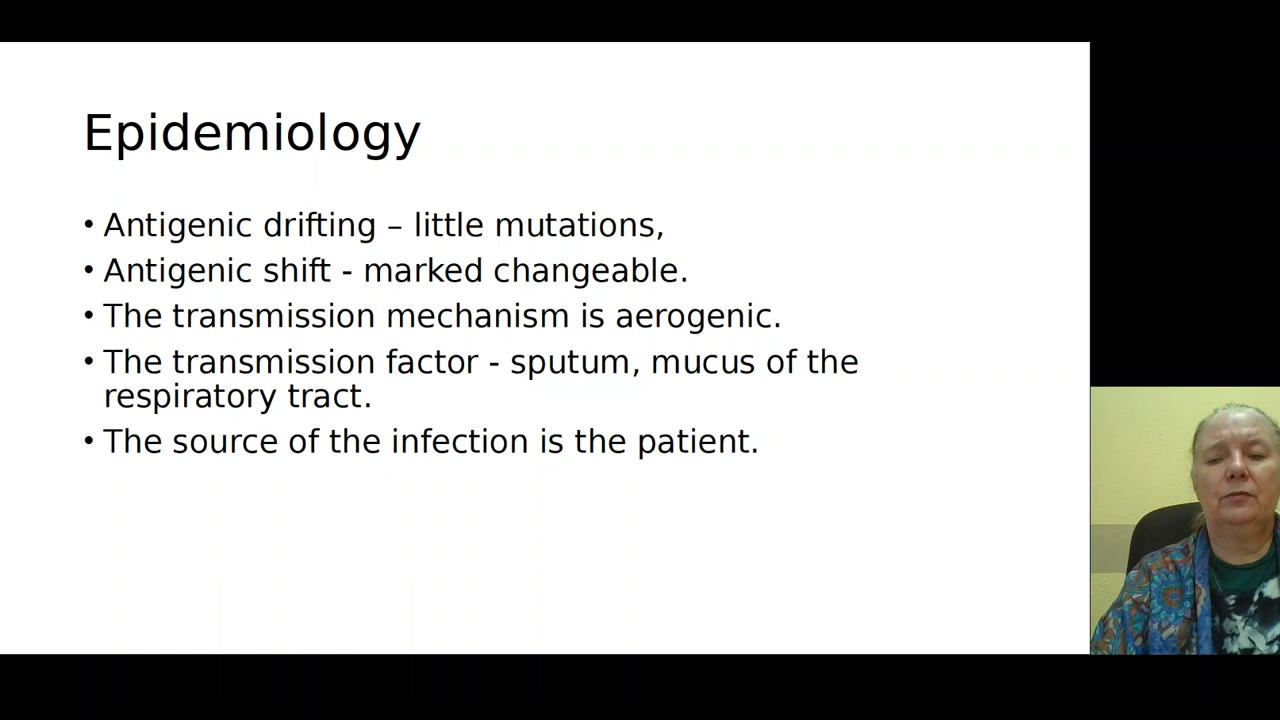 Epidemiology
• Antigenic drifting – little mutations,
• Antigenic shift - marked changeable.
• The transmission mechanism is aerogenic.
• The transmission factor - sputum, mucus of the
respiratory tract.
• The source of the infection is the patient.